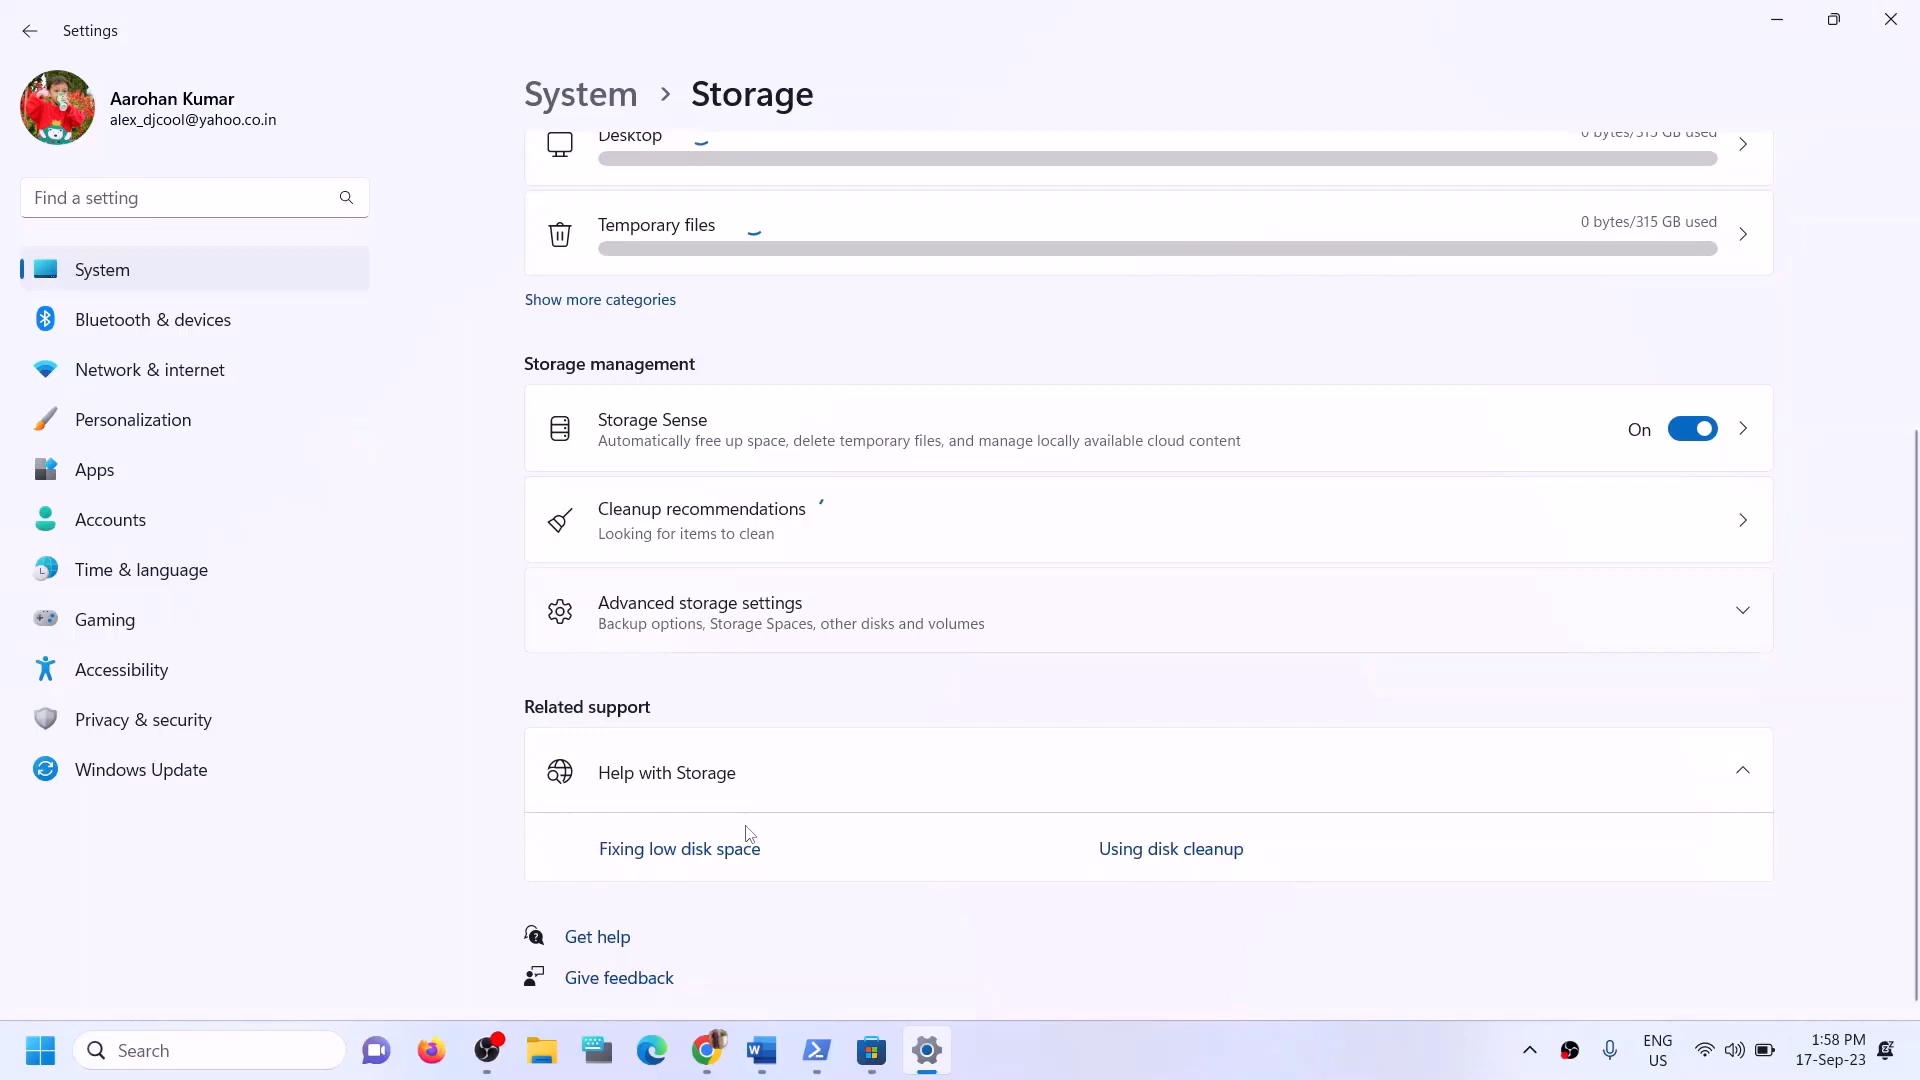 Settings
Aarohan Kumar
alex_djcool@yahoo.co.in
Find a setting
System
Bluetooth & devices
Network & internet
Personalization
Apps
Accounts
Time & language
Gaming
Accessibility
Privacy & security
Windows Update
System > Storage
Desktop
0 bytes/315 GB used
Temporary files
0 bytes/315 GB used
Show more categories
Storage management
Storage Sense
Automatically free up space, delete temporary files, and manage locally available cloud content
On
Cleanup recommendations
Looking for items to clean
Advanced storage settings
Backup options, Storage Spaces, other disks and volumes
Related support
Help with Storage
Fixing low disk space
Using disk cleanup
Get help
Give feedback
Search
ENG
US
1:58 PM
17-Sep-23